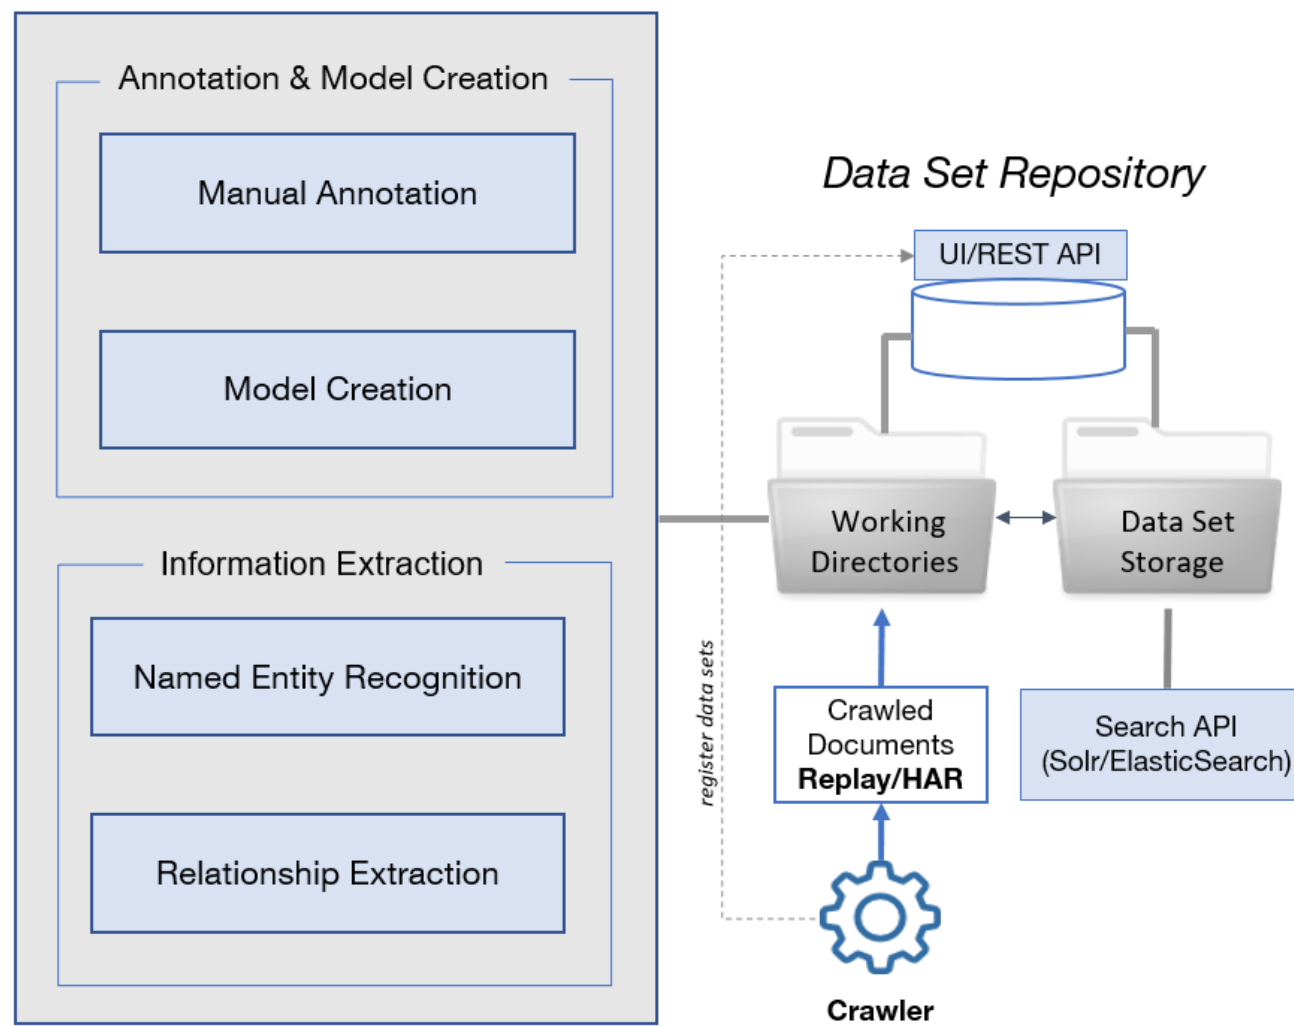 Annotation & Model Creation
Manual Annotation
Model Creation
Information Extraction
Named Entity Recognition
Relationship Extraction
Data Set Repository
UI/REST API
Working
Directories
Data Set
Storage
register data sets
Crawled
Documents
Replay/HAR
Search API
(Solr/ElasticSearch)
Crawler